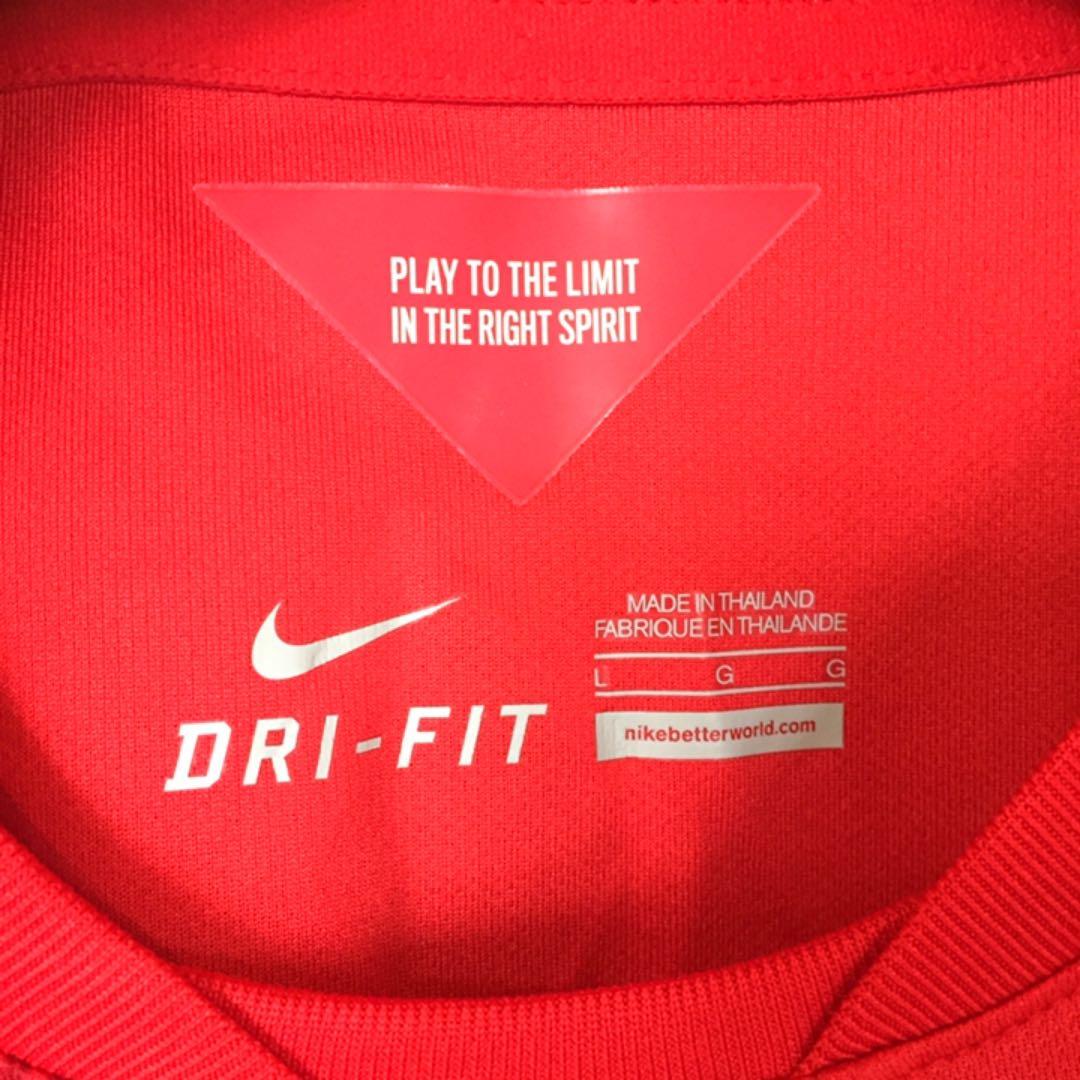 PLAY TO THE LIMIT
IN THE RIGHT SPIRIT
MADE IN THAILAND
FABRIQUE EN THAILANDE
L G G
DRI-FIT
nikebetterworld.com